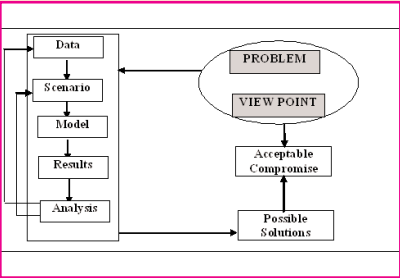 Data
Scenario
Model
Results
Analysis
PROBLEM
VIEW POINT
Acceptable
Compromise
Possible
Solutions